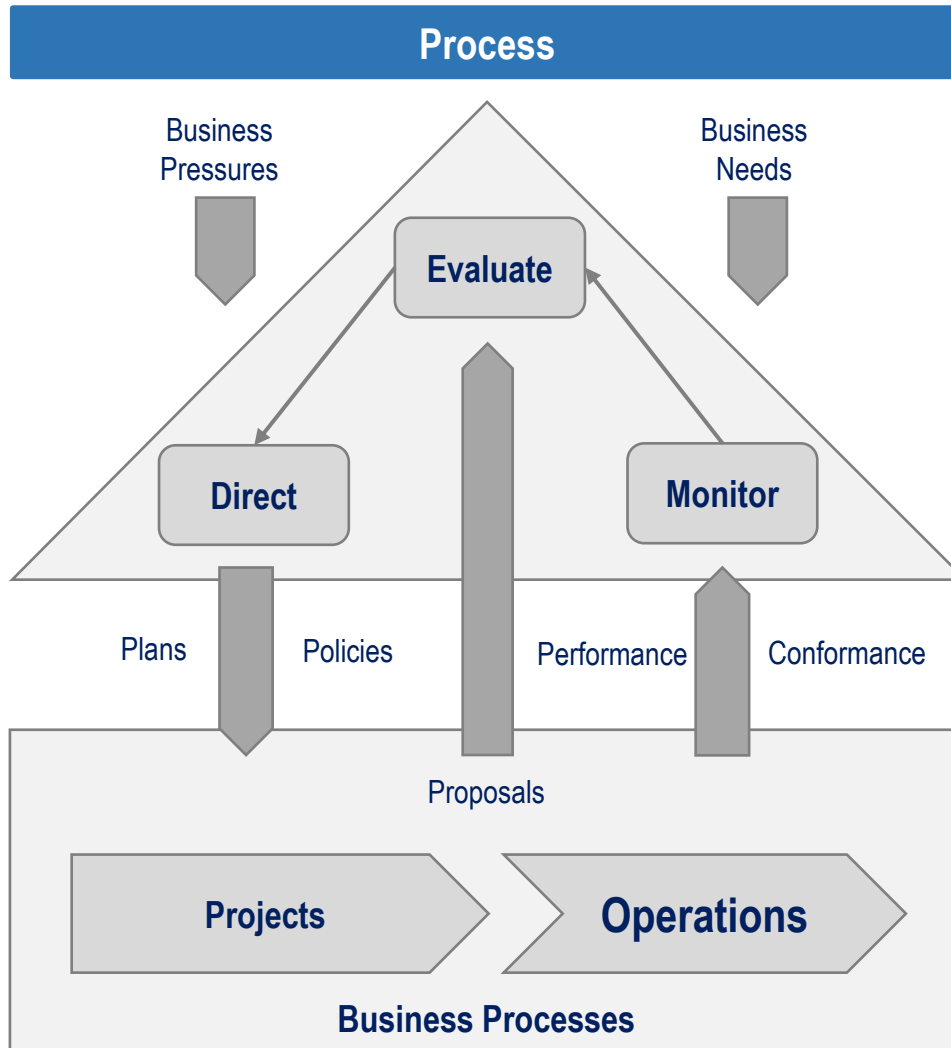 Process
Business
Pressures
Business
Needs
Evaluate
Direct
Monitor
Plans
Policies
Performance
Conformance
Proposals
Projects
Operations
Business Processes